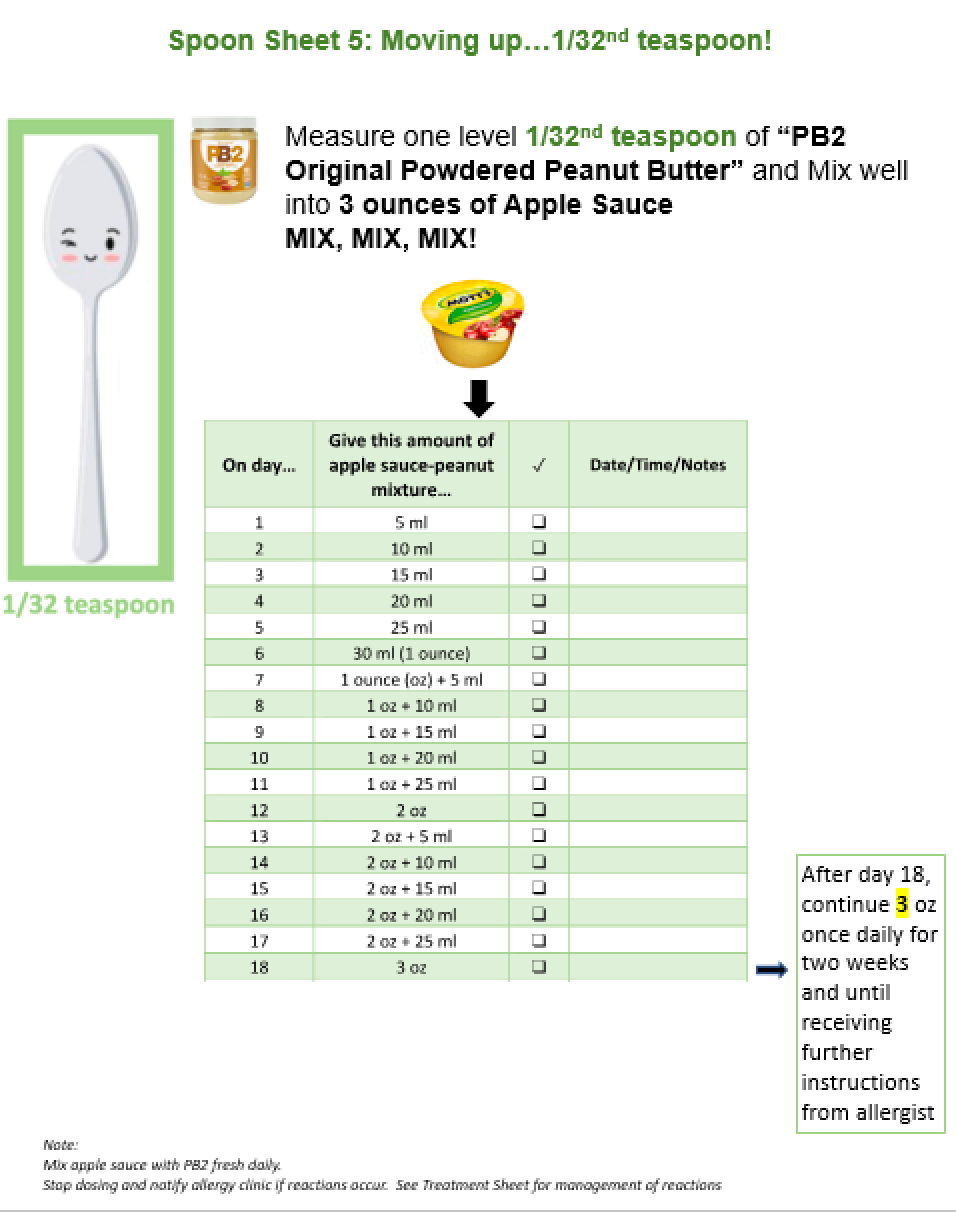 Spoon Sheet 5: Moving up…1/32nd teaspoon!
PB2
Measure one level 1/32nd teaspoon of “PB2
Original Powdered Peanut Butter” and Mix well
into 3 ounces of Apple Sauce
MIX, MIX, MIX!
MOTT'S
1/32 teaspoon
On day… Give this amount of apple sauce-peanut mixture… ✓ Date/Time/Notes
1 5 ml ❑
2 10 ml ❑
3 15 ml ❑
4 20 ml ❑
5 25 ml ❑
6 30 ml (1 ounce) ❑
7 1 ounce (oz) + 5 ml ❑
8 1 oz + 10 ml ❑
9 1 oz + 15 ml ❑
10 1 oz + 20 ml ❑
11 1 oz + 25 ml ❑
12 2 oz ❑
13 2 oz + 5 ml ❑
14 2 oz + 10 ml ❑
15 2 oz + 15 ml ❑
16 2 oz + 20 ml ❑
17 2 oz + 25 ml ❑
18 3 oz ❑
After day 18,
continue 3 oz
once daily for
two weeks
and until
receiving
further
instructions
from allergist
Note:
Mix apple sauce with PB2 fresh daily.
Stop dosing and notify allergy clinic if reactions occur. See Treatment Sheet for management of reactions